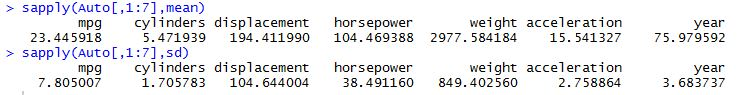 > sapply(Auto[,1:7],mean)
mpg cylinders displacement horsepower weight acceleration year
23.445918 5.471939 194.411990 104.469388 2977.584184 15.541327 75.979592
> sapply(Auto[,1:7],sd)
mpg cylinders displacement horsepower weight acceleration year
7.805007 1.705783 104.644004 38.491160 849.402560 2.758864 3.683737